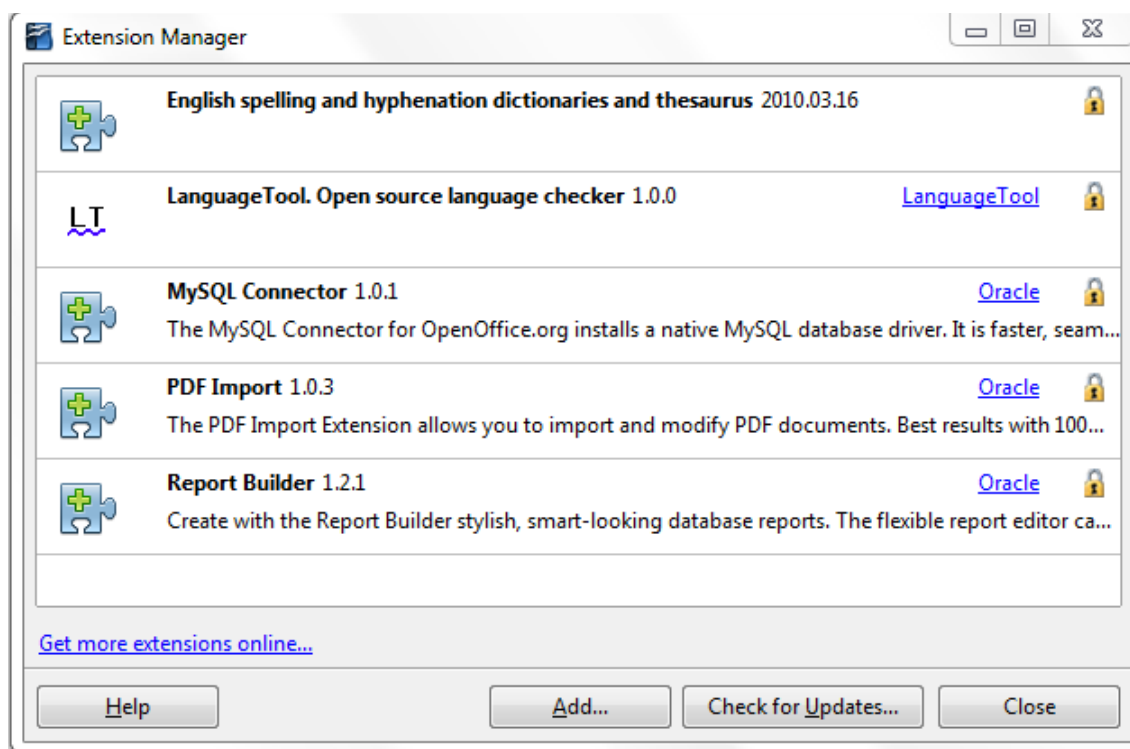 Extension Manager
English spelling and hyphenation dictionaries and thesaurus 2010.03.16
LT
LanguageTool. Open source language checker 1.0.0 LanguageTool
MySQL Connector 1.0.1 Oracle
The MySQL Connector for OpenOffice.org installs a native MySQL database driver. It is faster, seam...
PDF Import 1.0.3 Oracle
The PDF Import Extension allows you to import and modify PDF documents. Best results with 100...
Report Builder 1.2.1 Oracle
Create with the Report Builder stylish, smart-looking database reports. The flexible report editor ca...
Get more extensions online...
Help Add... Check for Updates... Close